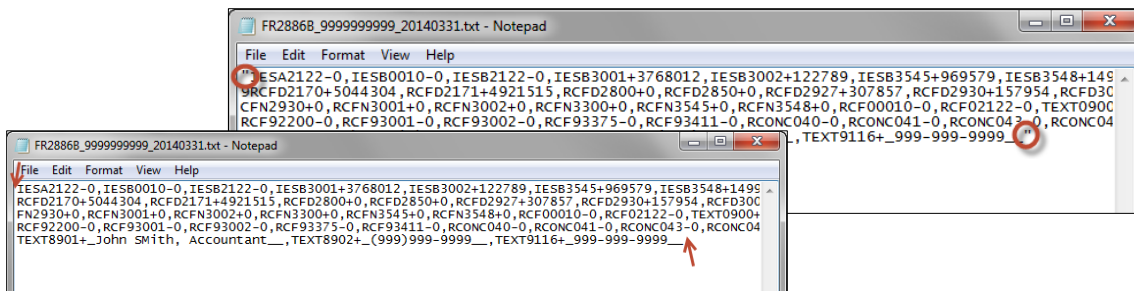 FR2886B_9999999999_20140331.txt - Notepad
File Edit Format View Help
"IESA2122-0,IESB0010-0,IESB2122-0,IESB3001+3768012,IESB3002+122789,IESB3545+969579,IESB3548+149
9RCFD2170+5044304,RCFD2171+4921515,RCFD2800+0,RCFD2850+0,RCFD2927+307857,RCFD2930+157954,RCFD30
CFN2930+0,RCFN3001+0,RCFN3002+0,RCFN3300+0,RCFN3545+0,RCFN3548+0,RCF00010-0,RCF02122-0,TEXT0900
RCF92200-0,RCF93001-0,RCF93002-0,RCF93375-0,RCF93411-0,RCONC040-0,RCONC041-0,RCONC043-0,RCONC04
_,TEXT9116+_999-999-9999__"
FR2886B_9999999999_20140331.txt - Notepad
File Edit Format View Help
IESA2122-0,IESB0010-0,IESB2122-0,IESB3001+3768012,IESB3002+122789,IESB3545+969579,IESB3548+1499
RCFD2170+5044304,RCFD2171+4921515,RCFD2800+0,RCFD2850+0,RCFD2927+307857,RCFD2930+157954,RCFD300
FN2930+0,RCFN3001+0,RCFN3002+0,RCFN3300+0,RCFN3545+0,RCFN3548+0,RCF00010-0,RCF02122-0,TEXT0900+
RCF92200-0,RCF93001-0,RCF93002-0,RCF93375-0,RCF93411-0,RCONC040-0,RCONC041-0,RCONC043-0,RCONC04
TEXT8901+_John SMith, Accountant__,TEXT8902+_(999)999-9999__,TEXT9116+_999-999-9999__